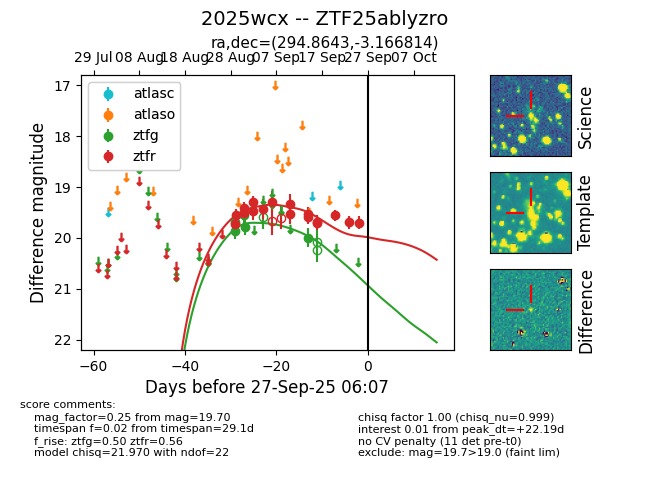 2025wcx -- ZTF25ablyzro
ra,dec=(294.8643,-3.166814)
29 Jul 08 Aug 18 Aug 28 Aug 07 Sep 17 Sep 27 Sep 07 Oct
atlasc
atlaso
ztfg
ztfr
17
18
19
20
21
22
Difference magnitude
−60 −40 −20 0
Days before 27-Sep-25 06:07
Science
Template
Difference
score comments:
mag_factor=0.25 from mag=19.70
timespan f=0.02 from timespan=29.1d
f_rise: ztfg=0.50 ztfr=0.56
model chisq=21.970 with ndof=22
chisq factor 1.00 (chisq_nu=0.999)
interest 0.01 from peak_dt=+22.19d
no CV penalty (11 det pre-t0)
exclude: mag=19.7>19.0 (faint lim)